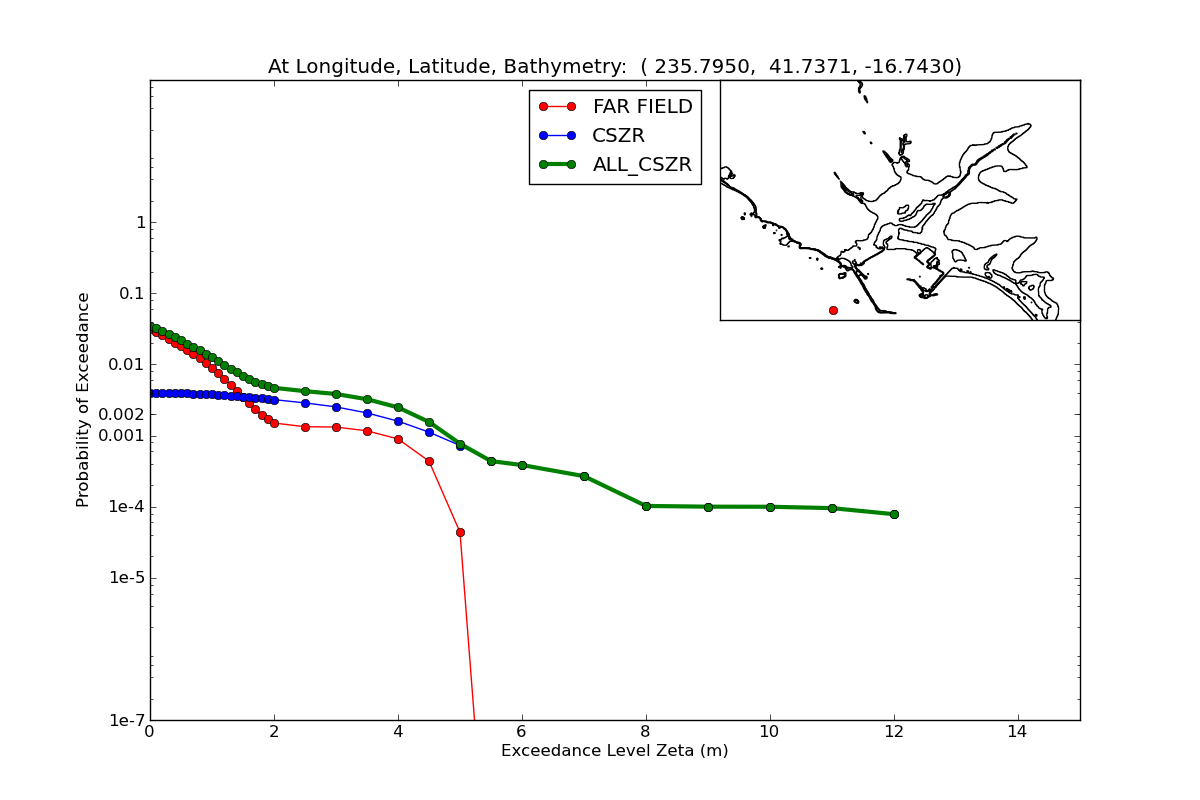 At Longitude, Latitude, Bathymetry: ( 235.7950, 41.7371, -16.7430)
FAR FIELD
CSZR
ALL_CSZR
Probability of Exceedance
1
0.1
0.01
0.002
0.001
1e-4
1e-5
1e-7
0 2 4 6 8 10 12 14
Exceedance Level Zeta (m)